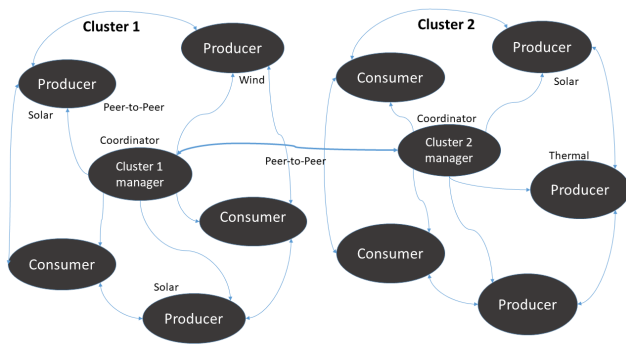 Cluster 1
Cluster 2
Producer
Producer
Wind
Producer
Solar
Peer-to-Peer
Consumer
Producer
Solar
Coordinator
Cluster 1
manager
Peer-to-Peer
Coordinator
Cluster 2
manager
Thermal
Producer
Consumer
Consumer
Solar
Producer
Consumer
Producer